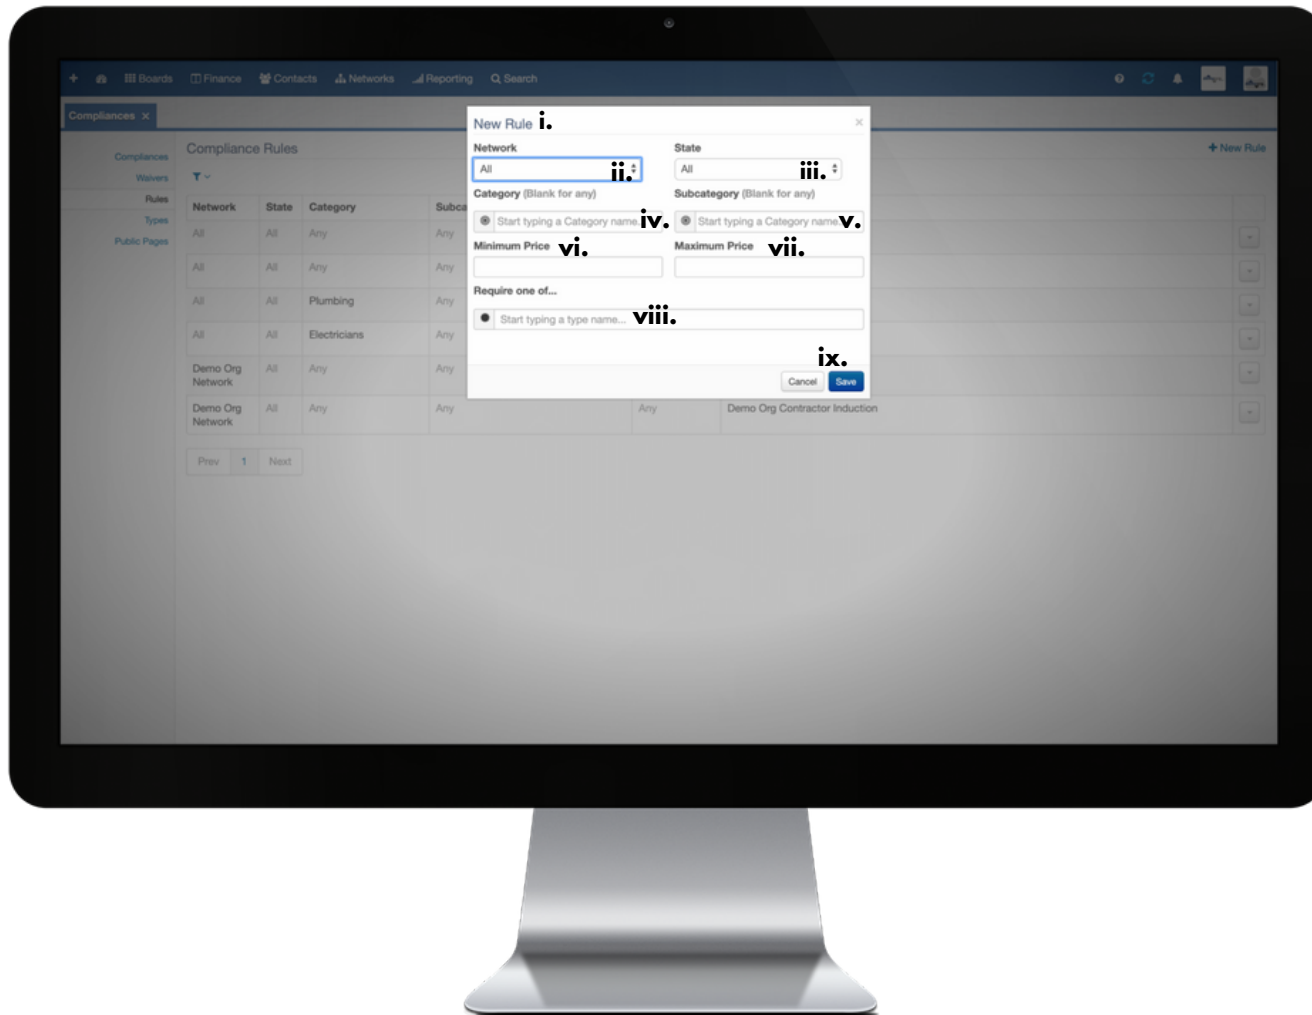 Boards Finance Contacts Networks Reporting Search
Compliances ×
New Rule i. ×
Compliances
Waivers
Rules
Types
Public Pages
Compliance Rules
+ New Rule
Network State
All ii. All iii.
Category (Blank for any) Subcategory (Blank for any)
Start typing a Category name... iv. Start typing a Category name... v.
Minimum Price vi. Maximum Price vii.
Require one of...
Start typing a type name... viii.
ix.
Cancel Save
Network State Category
All All Any Any
All All Any Any
All All Plumbing Any
All All Electricians Any
Demo Org Network All Any Any
Demo Org Network All Any Any Any Demo Org Contractor Induction
Prev 1 Next